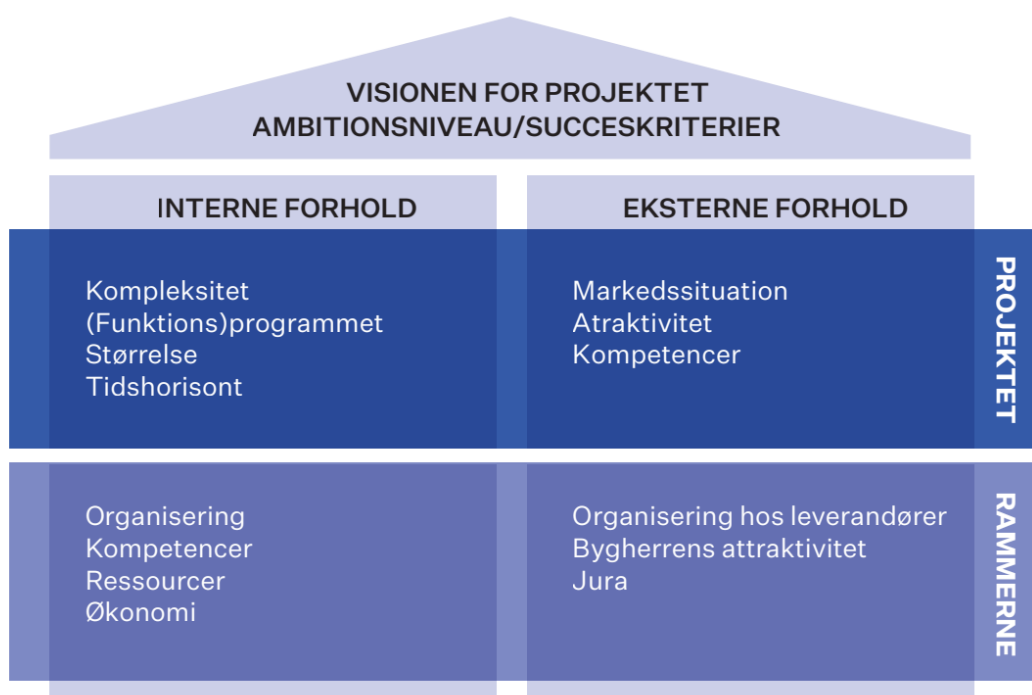 VISIONEN FOR PROJEKTET
AMBITIONSNIVEAU/SUCCESKRITERIER
INTERNE FORHOLD
EKSTERNE FORHOLD
Kompleksitet
(Funktions)programmet
Størrelse
Tidshorisont
Markedssituation
Atraktivitet
Kompetencer
PROJEKTET
Organisering
Kompetencer
Ressourcer
Økonomi
Organisering hos leverandører
Bygherrens attraktivitet
Jura
RAMMERNE